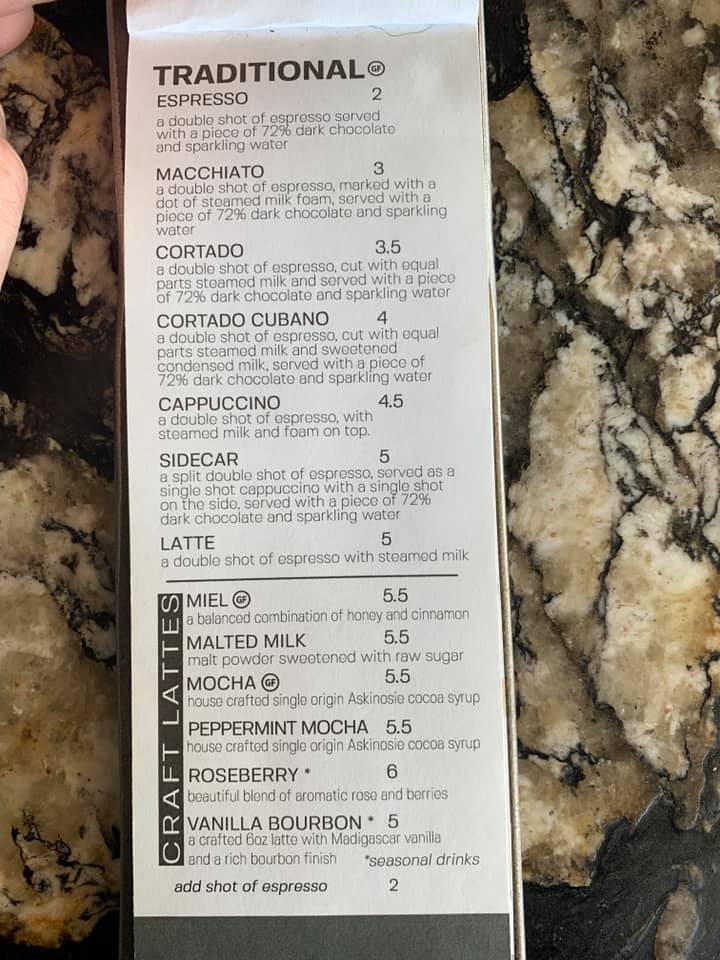 TRADITIONAL GF
ESPRESSO 2
a double shot of espresso served
with a piece of 72% dark chocolate
and sparkling water
MACCHIATO 3
a double shot of espresso, marked with a
dot of steamed milk foam, served with a
piece of 72% dark chocolate and sparkling
water
CORTADO 3.5
a double shot of espresso, cut with equal
parts steamed milk and served with a piece
of 72% dark chocolate and sparkling water
CORTADO CUBANO 4
a double shot of espresso, cut with equal
parts steamed milk and sweetened
condensed milk, served with a piece of
72% dark chocolate and sparkling water
CAPPUCCINO 4.5
a double shot of espresso, with
steamed milk and foam on top.
SIDECAR 5
a split double shot of espresso, served as a
single shot cappuccino with a single shot
on the side, served with a piece of 72%
dark chocolate and sparkling water
LATTE 5
a double shot of espresso with steamed milk
CRAFT LATTES
MIEL GF 5.5
a balanced combination of honey and cinnamon
MALTED MILK 5.5
malt powder sweetened with raw sugar
MOCHA GF 5.5
house crafted single origin Askinosie cocoa syrup
PEPPERMINT MOCHA 5.5
house crafted single origin Askinosie cocoa syrup
ROSEBERRY * 6
beautiful blend of aromatic rose and berries
VANILLA BOURBON * 5
a crafted 6oz latte with Madigascar vanilla
and a rich bourbon finish *seasonal drinks
add shot of espresso 2